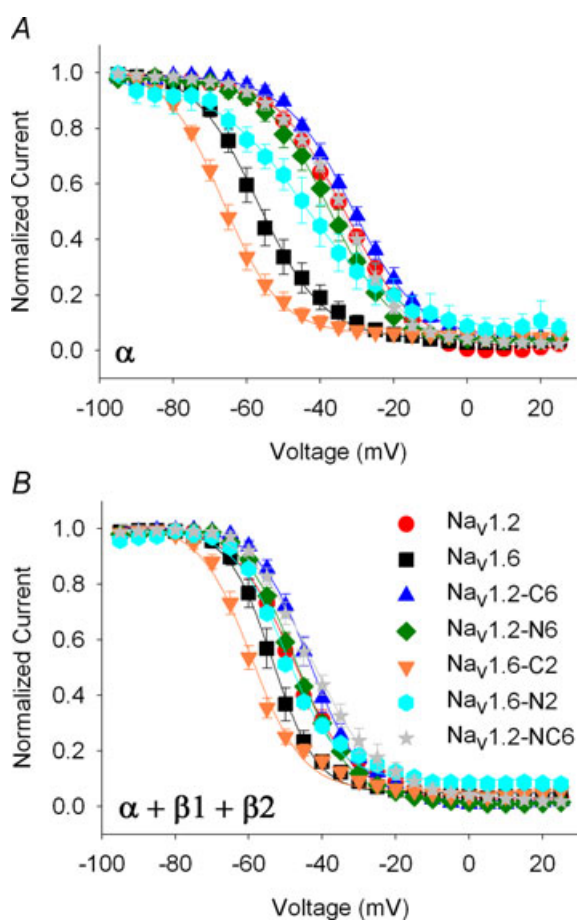 A
1.0
0.8
0.6
0.4
0.2
0.0
Normalized Current
α
-100 -80 -60 -40 -20 0 20
Voltage (mV)
B
1.0
0.8
0.6
0.4
0.2
0.0
Normalized Current
NaV1.2
NaV1.6
NaV1.2-C6
NaV1.2-N6
NaV1.6-C2
NaV1.6-N2
NaV1.2-NC6
α + β1 + β2
-100 -80 -60 -40 -20 0 20
Voltage (mV)